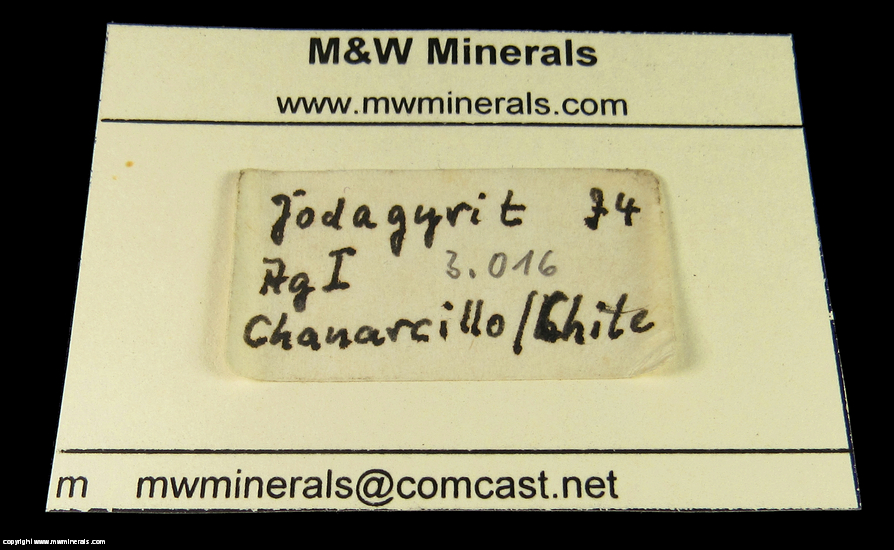 M&W Minerals
www.mwminerals.com
Jodagyrit 74
AgI 3.016
Chanarcillo/Chile
m mwminerals@comcast.net
copyright www.mwminerals.com